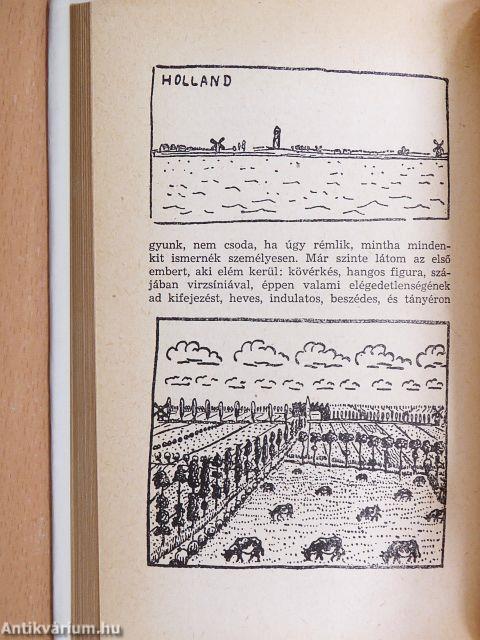 HOLLAND
gyunk, nem csoda, ha úgy rémlik, mintha minden-
kit ismernék személyesen. Már szinte látom az első
embert, aki elém kerül: kövérkés, hangos figura, szá-
jában virzsíniával, éppen valami elégedetlenségének
ad kifejezést, heves, indulatos, beszédes, és tányéron
Antikvárium.hu